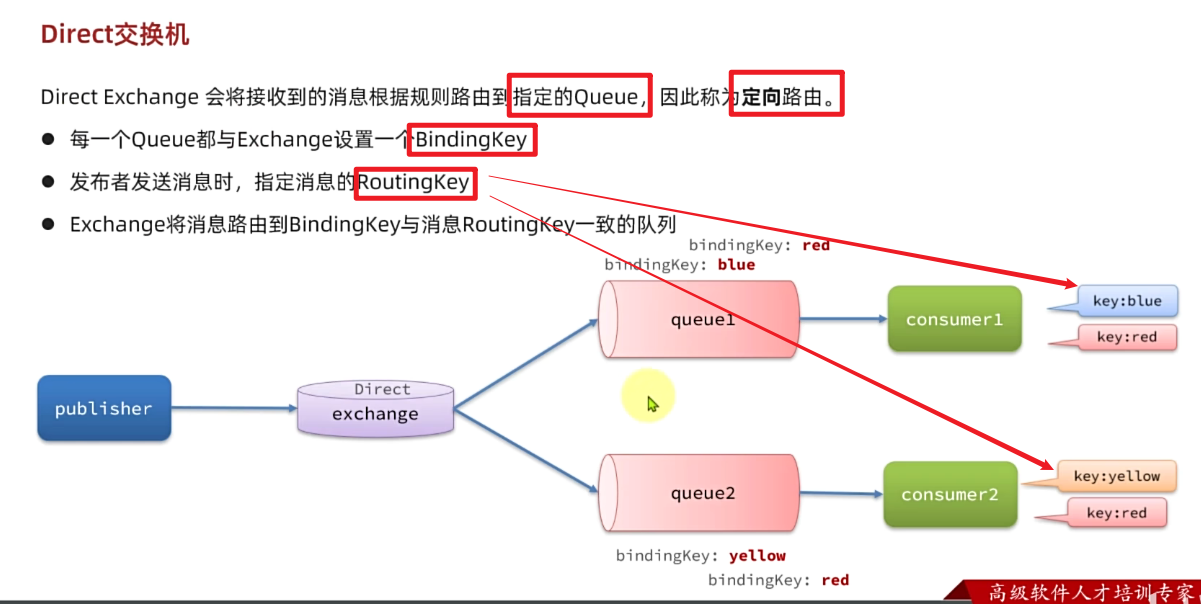 Direct交换机
Direct Exchange 会将接收到的消息根据规则路由到指定的Queue，因此称为定向路由。
● 每一个Queue都与Exchange设置一个BindingKey
● 发布者发送消息时，指定消息的RoutingKey
● Exchange将消息路由到BindingKey与消息RoutingKey一致的队列
bindingKey: red
bindingKey: blue
queue1
consumer1
key:blue
key:red
publisher
Direct
exchange
queue2
consumer2
key:yellow
key:red
bindingKey: yellow
bindingKey: red
高级软件人才培训专家